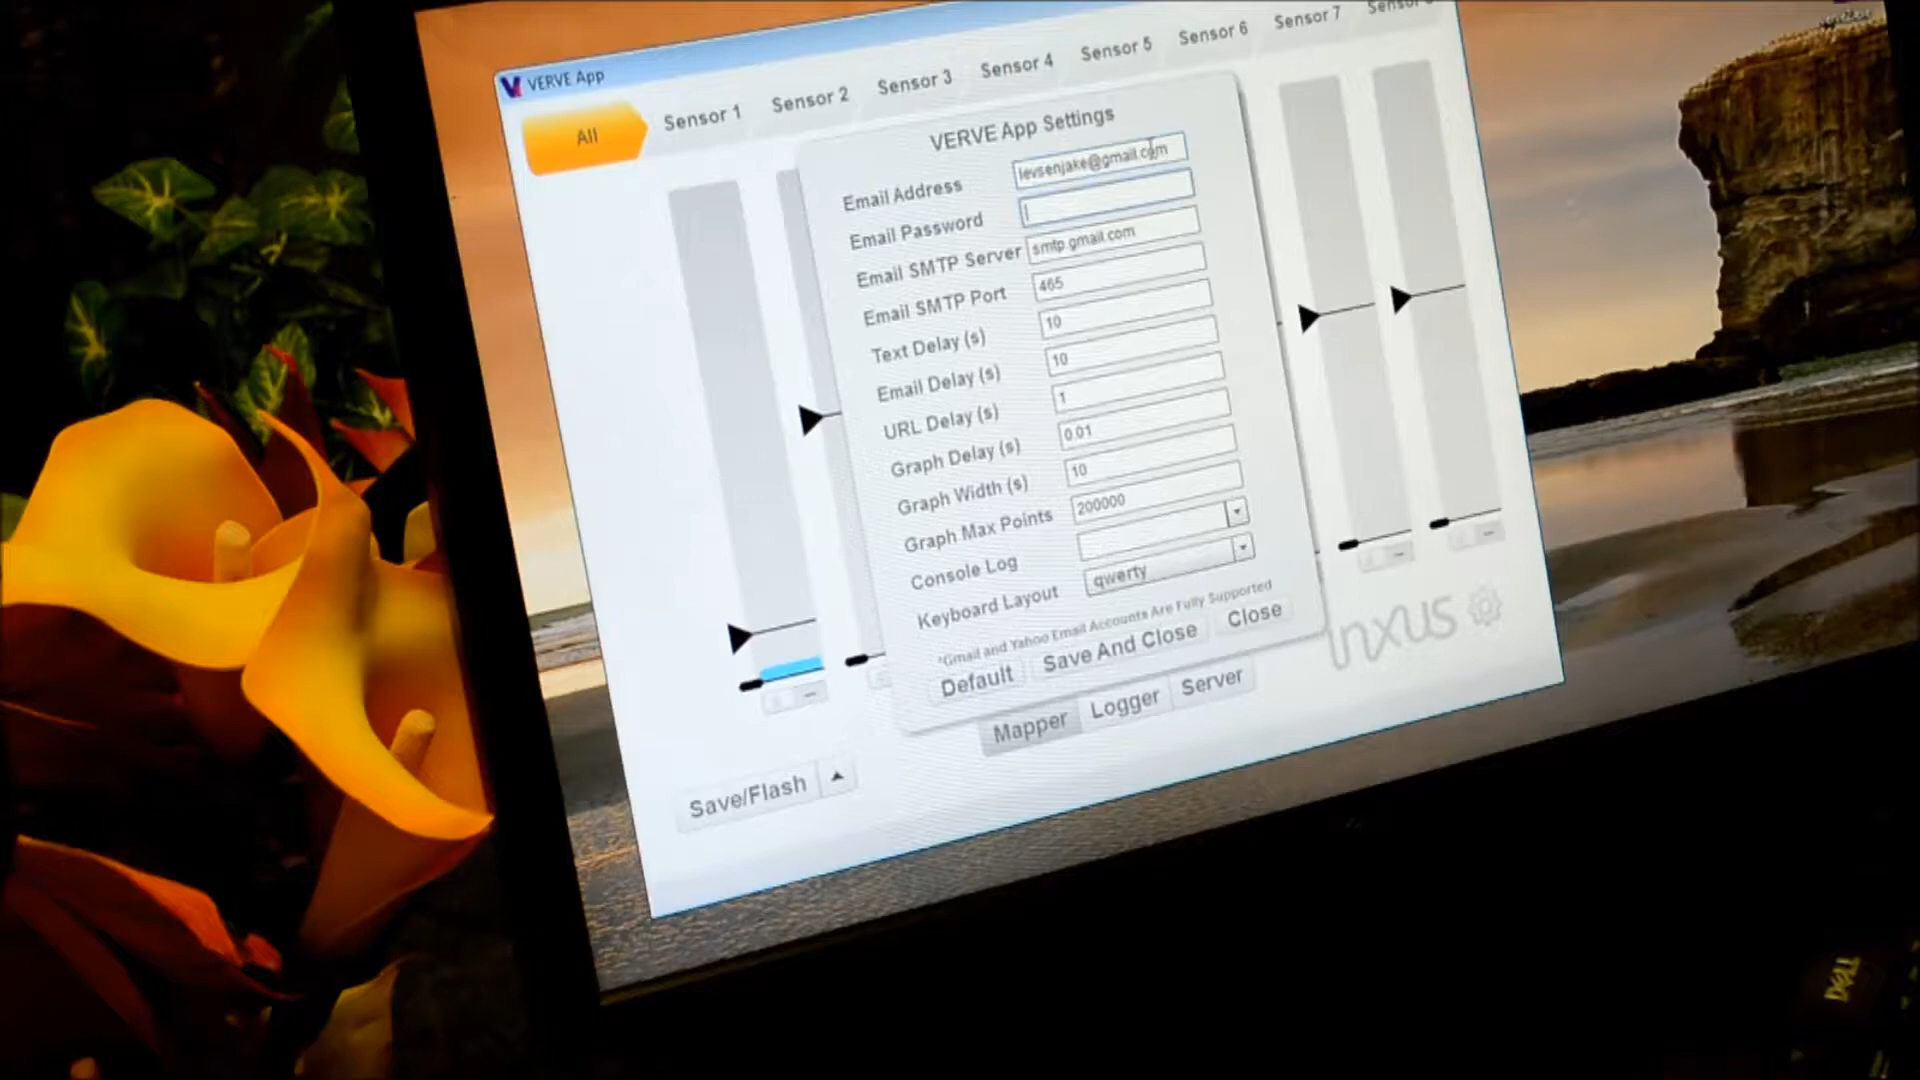 VERVE App
All
Sensor 1
Sensor 2
Sensor 3
Sensor 4
Sensor 5
Sensor 6
Sensor 7
Sensor
VERVE App Settings
Email Address levsenjake@gmail.com
Email Password
Email SMTP Server smtp.gmail.com
Email SMTP Port 465
Text Delay (s) 10
Email Delay (s) 10
URL Delay (s) 1
Graph Delay (s) 0.01
Graph Width (s) 10
Graph Max Points 200000
Console Log
Keyboard Layout qwerty
*Gmail and Yahoo Email Accounts Are Fully Supported
Default Save And Close Close
Mapper Logger Server
Save/Flash
inxus
DELL